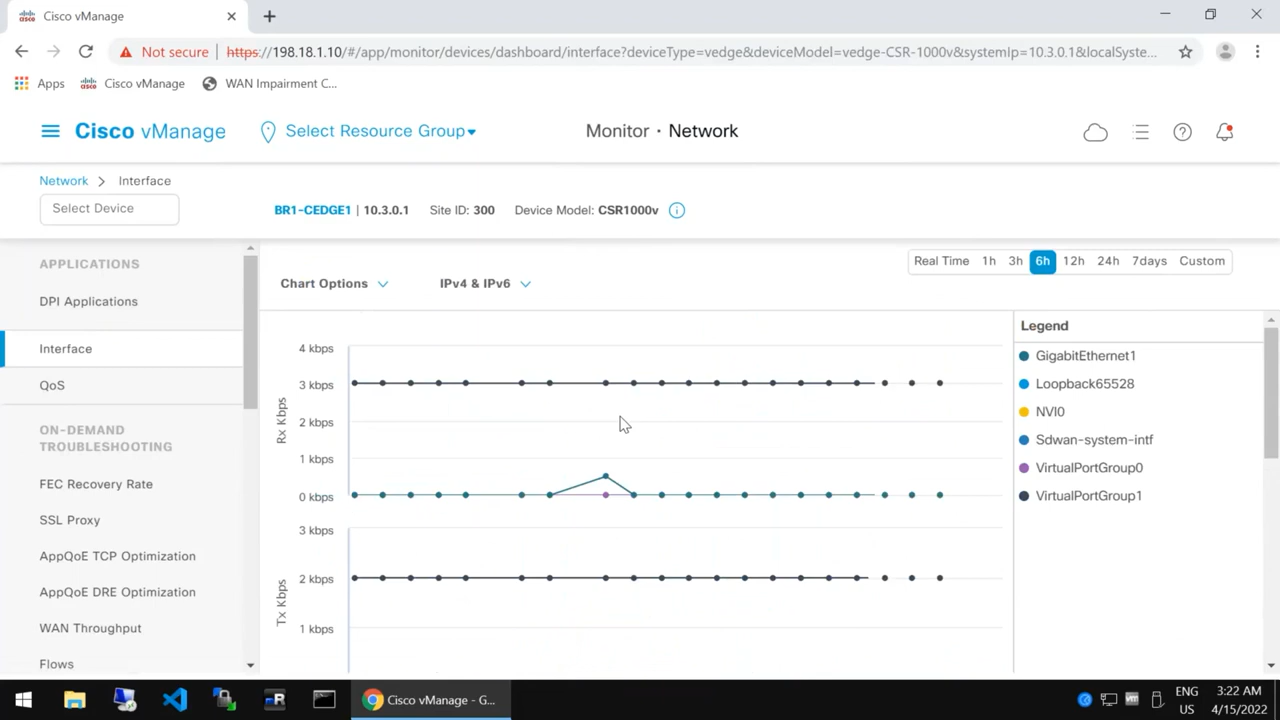 Cisco vManage
Not secure | https://198.18.1.10/#/app/monitor/devices/dashboard/interface?deviceType=vedge&deviceModel=vedge-CSR-1000v&systemIp=10.3.0.1&localSyste...
Apps Cisco vManage WAN Impairment C...
Cisco vManage Select Resource Group Monitor · Network
Network > Interface
Select Device
BR1-CEDGE1 | 10.3.0.1 Site ID: 300 Device Model: CSR1000v
APPLICATIONS
DPI Applications
Interface
QoS
ON-DEMAND
TROUBLESHOOTING
FEC Recovery Rate
SSL Proxy
AppQoE TCP Optimization
AppQoE DRE Optimization
WAN Throughput
Flows
Real Time 1h 3h 6h 12h 24h 7days Custom
Chart Options IPv4 & IPv6
Rx Kbps
4 kbps
3 kbps
2 kbps
1 kbps
0 kbps
Tx Kbps
3 kbps
2 kbps
1 kbps
Legend
GigabitEthernet1
Loopback65528
NVI0
Sdwan-system-intf
VirtualPortGroup0
VirtualPortGroup1
Cisco vManage - G...
ENG
US
3:22 AM
4/15/2022